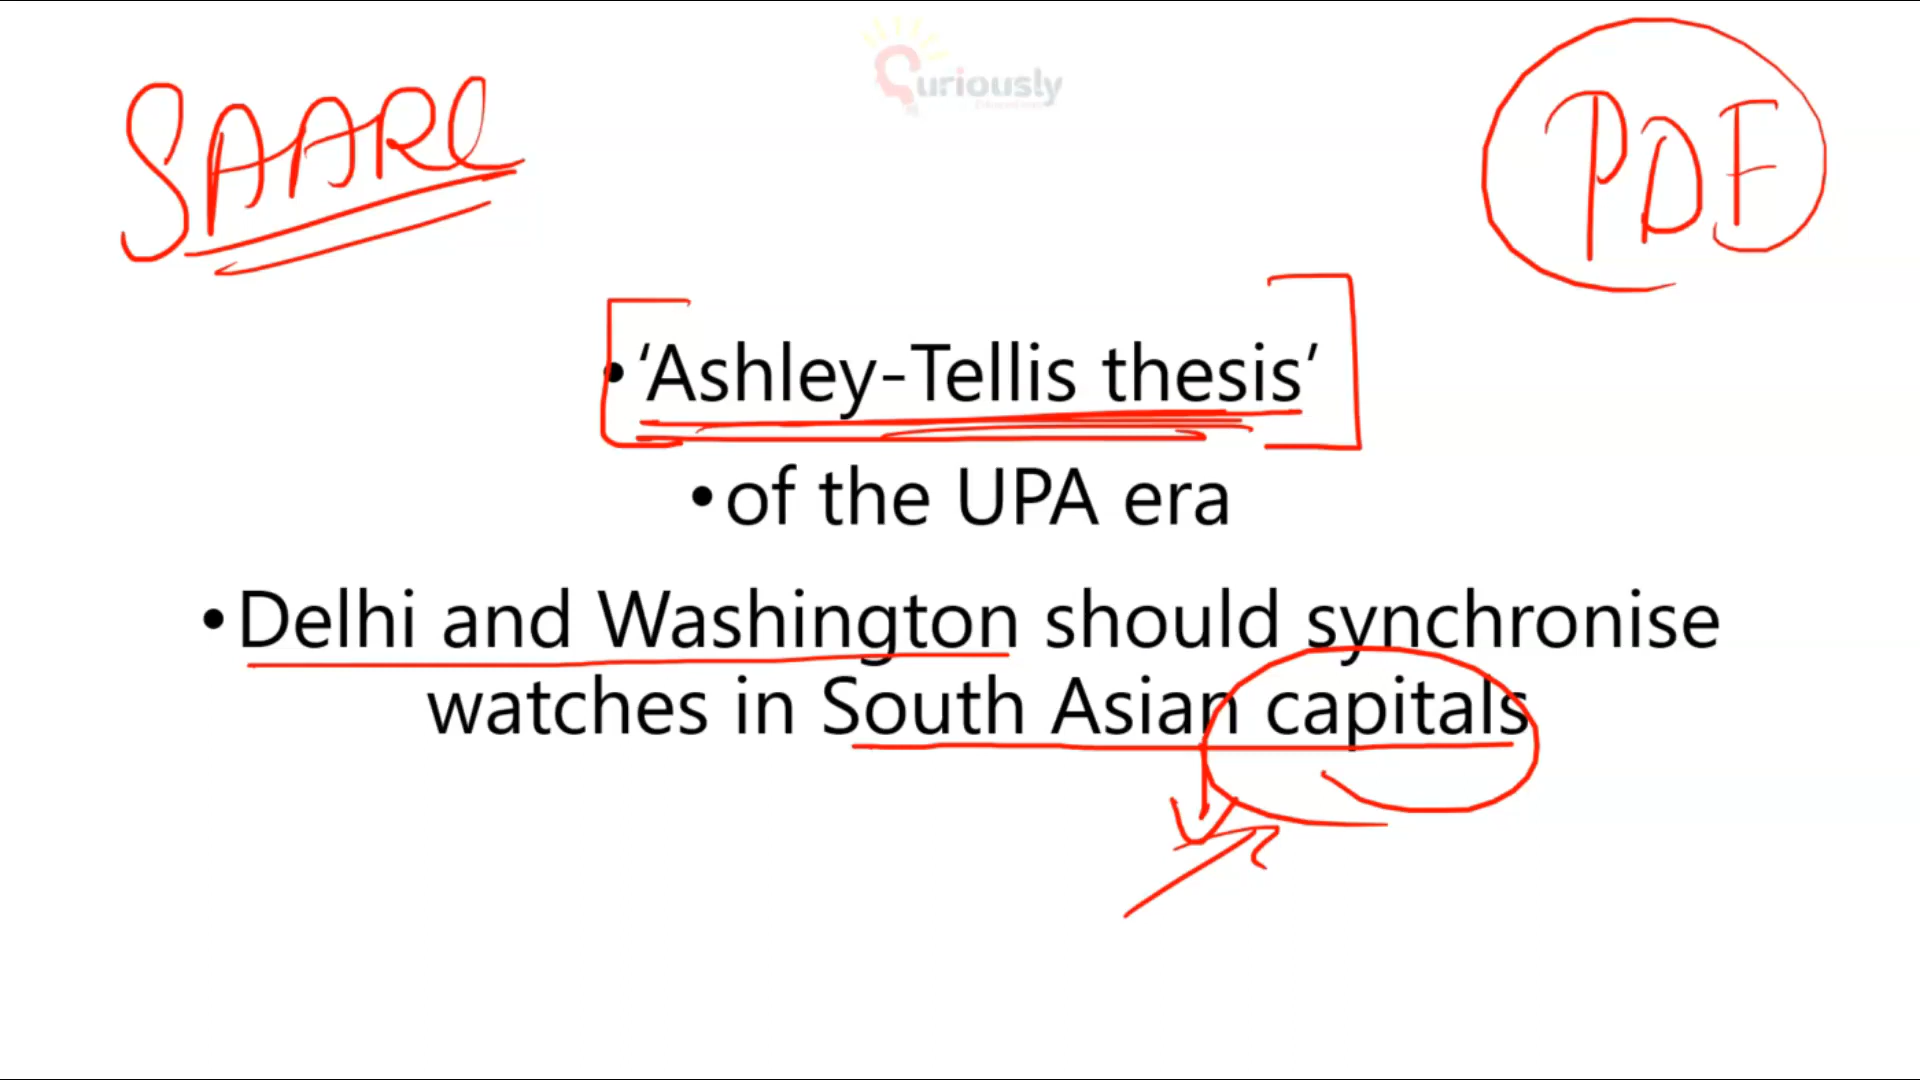 SAARC
Curiously
PDF
•‘Ashley-Tellis thesis’
•of the UPA era
•Delhi and Washington should synchronise
watches in South Asian capitals